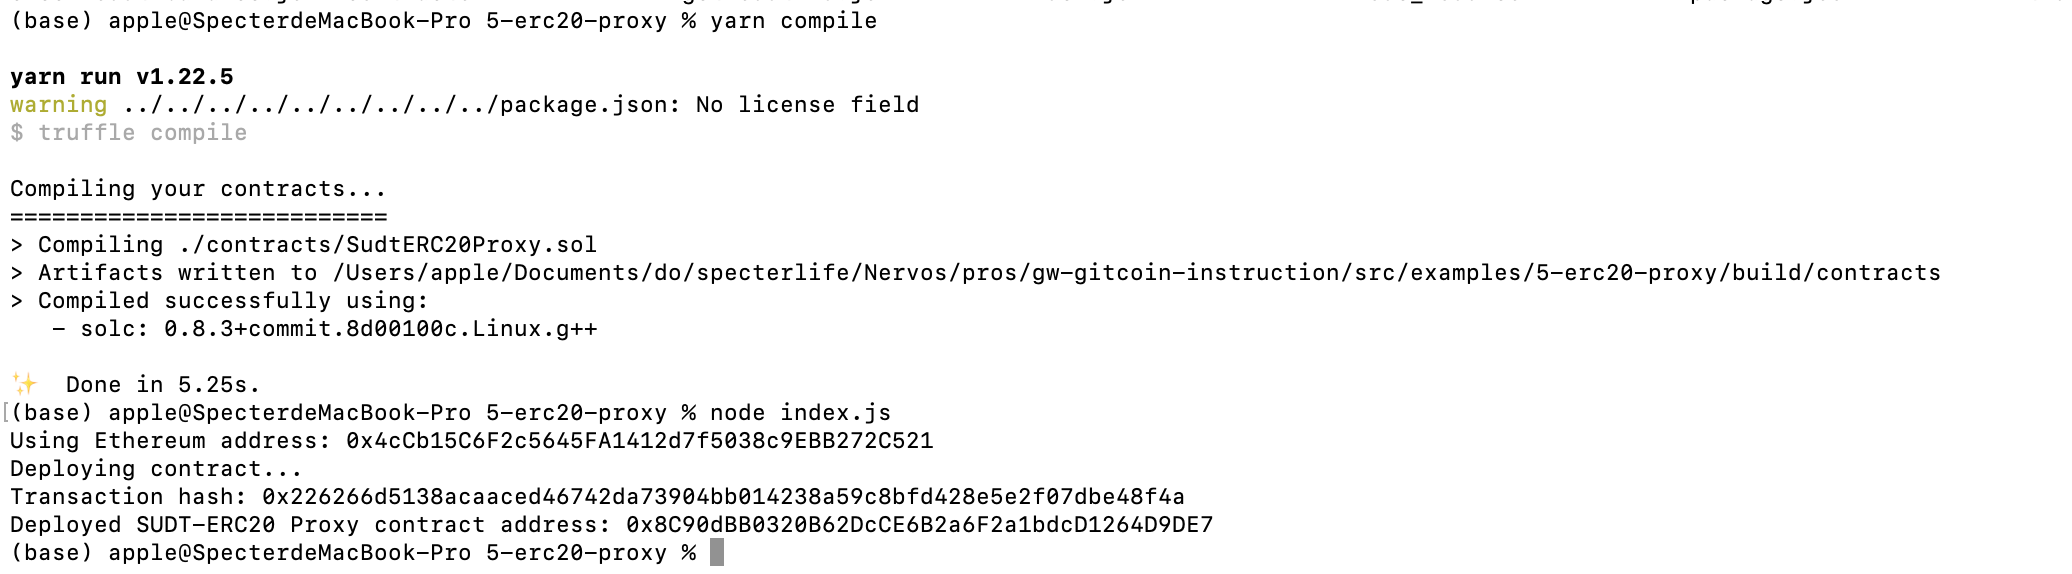 (base) apple@SpecterdeMacBook-Pro 5-erc20-proxy % yarn compile
yarn run v1.22.5
warning ../../../../../../../../../package.json: No license field
$ truffle compile
Compiling your contracts...
===========================
> Compiling ./contracts/SudtERC20Proxy.sol
> Artifacts written to /Users/apple/Documents/do/specterlife/Nervos/pros/gw-gitcoin-instruction/src/examples/5-erc20-proxy/build/contracts
> Compiled successfully using:
   - solc: 0.8.3+commit.8d00100c.Linux.g++
✨  Done in 5.25s.
[(base) apple@SpecterdeMacBook-Pro 5-erc20-proxy % node index.js
Using Ethereum address: 0x4cCb15C6F2c5645FA1412d7f5038c9EBB272C521
Deploying contract...
Transaction hash: 0x226266d5138acaaced46742da73904bb014238a59c8bfd428e5e2f07dbe48f4a
Deployed SUDT-ERC20 Proxy contract address: 0x8C90dBB0320B62DcCE6B2a6F2a1bdcD1264D9DE7
(base) apple@SpecterdeMacBook-Pro 5-erc20-proxy %